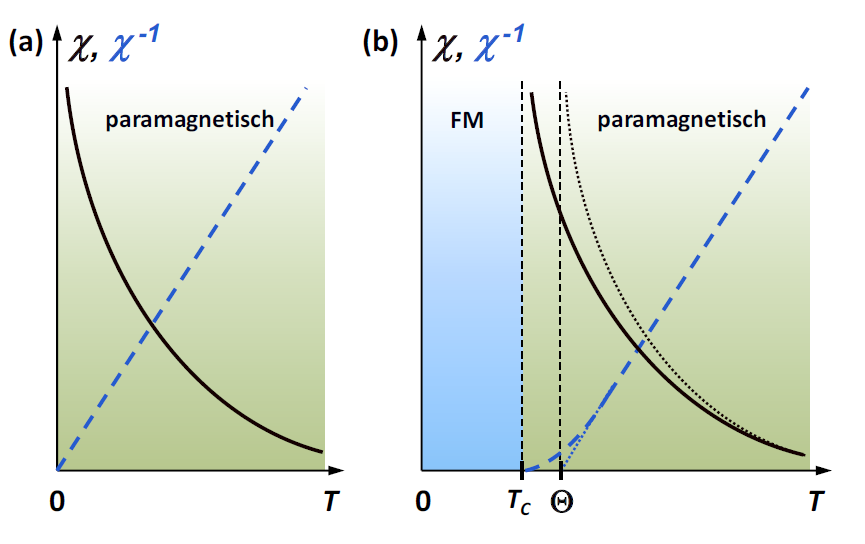 (a) χ, χ⁻¹
paramagnetisch
0 T
(b) χ, χ⁻¹
FM paramagnetisch
0 T_C Θ T